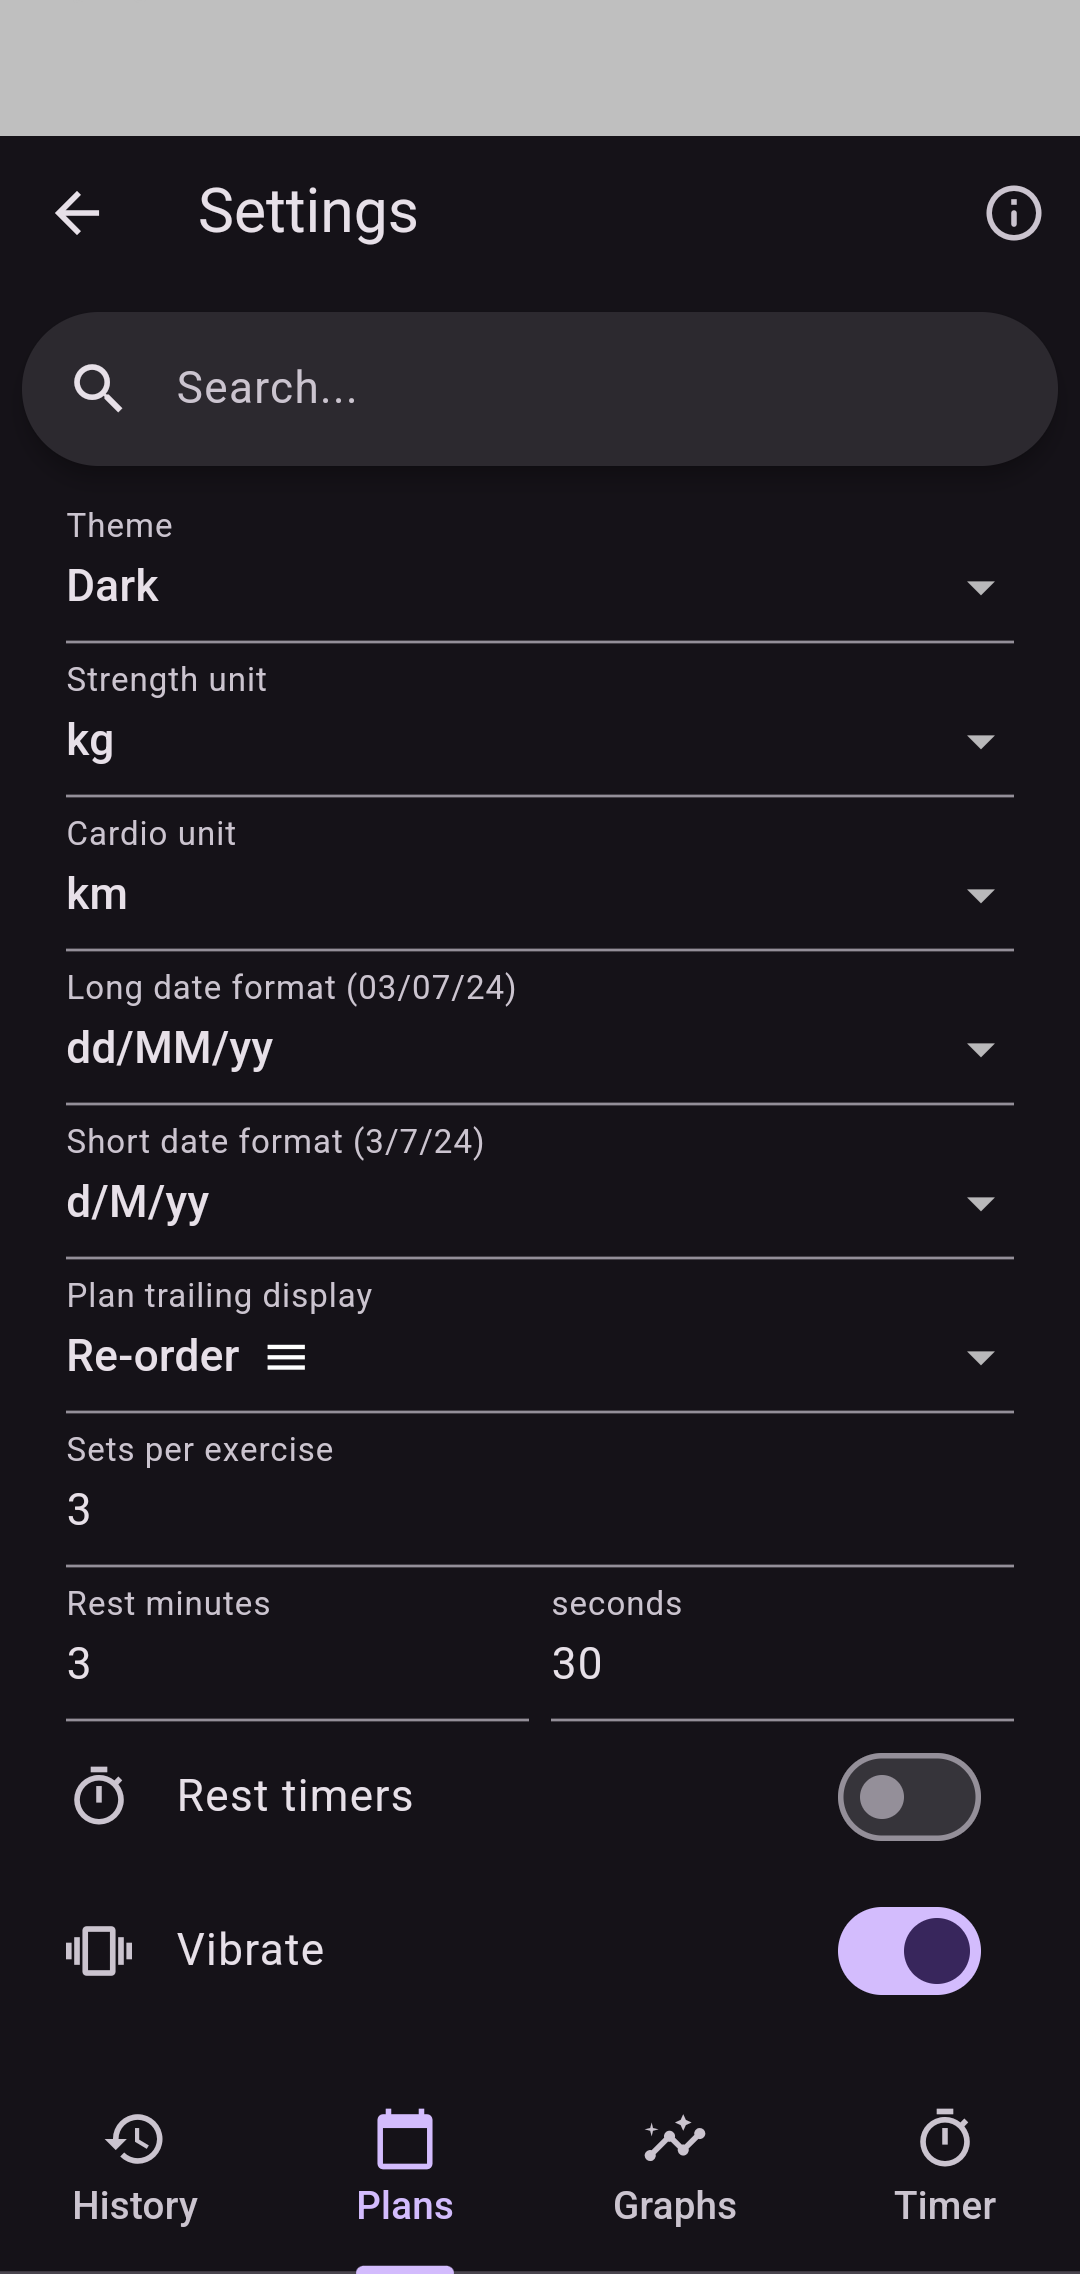 Settings
Search...
Theme
Dark
Strength unit
kg
Cardio unit
km
Long date format (03/07/24)
dd/MM/yy
Short date format (3/7/24)
d/M/yy
Plan trailing display
Re-order
Sets per exercise
3
Rest minutes seconds
3 30
Rest timers
Vibrate
History Plans Graphs Timer